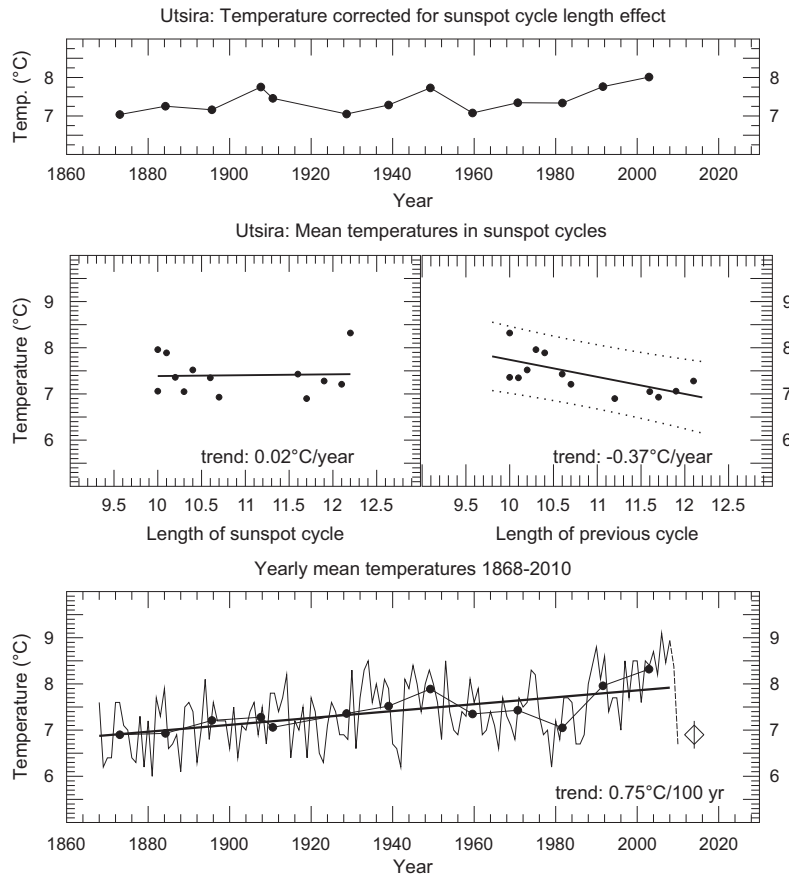 Utsira: Temperature corrected for sunspot cycle length effect
Temp. (°C)
8
7
8
7
1860 1880 1900 1920 1940 1960 1980 2000 2020
Year
Utsira: Mean temperatures in sunspot cycles
Temperature (°C)
9
8
7
6
trend: 0.02°C/year
9.5 10 10.5 11 11.5 12 12.5
Length of sunspot cycle
9
8
7
6
trend: -0.37°C/year
9.5 10 10.5 11 11.5 12 12.5
Length of previous cycle
Yearly mean temperatures 1868-2010
Temperature (°C)
9
8
7
6
9
8
7
6
trend: 0.75°C/100 yr
1860 1880 1900 1920 1940 1960 1980 2000 2020
Year